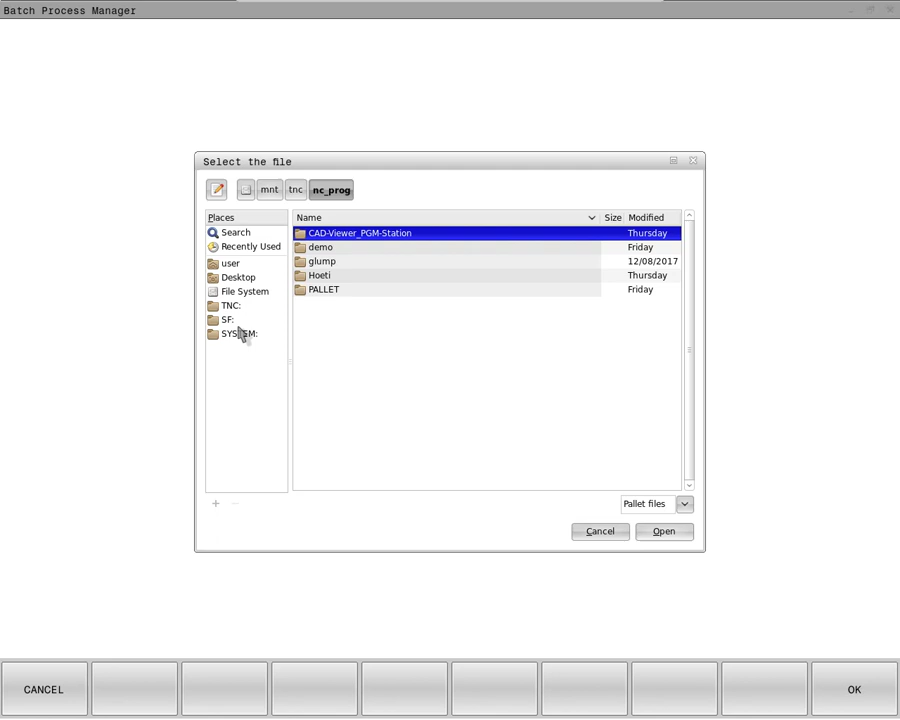 Batch Process Manager
Select the file
mnt tnc nc_prog
Places
Search
Recently Used
user
Desktop
File System
TNC:
SF:
SYSTEM:
Name Size Modified
CAD-Viewer_PGM-Station Thursday
demo Friday
glump 12/08/2017
Hoeti Thursday
PALLET Friday
Pallet files
Cancel Open
CANCEL OK